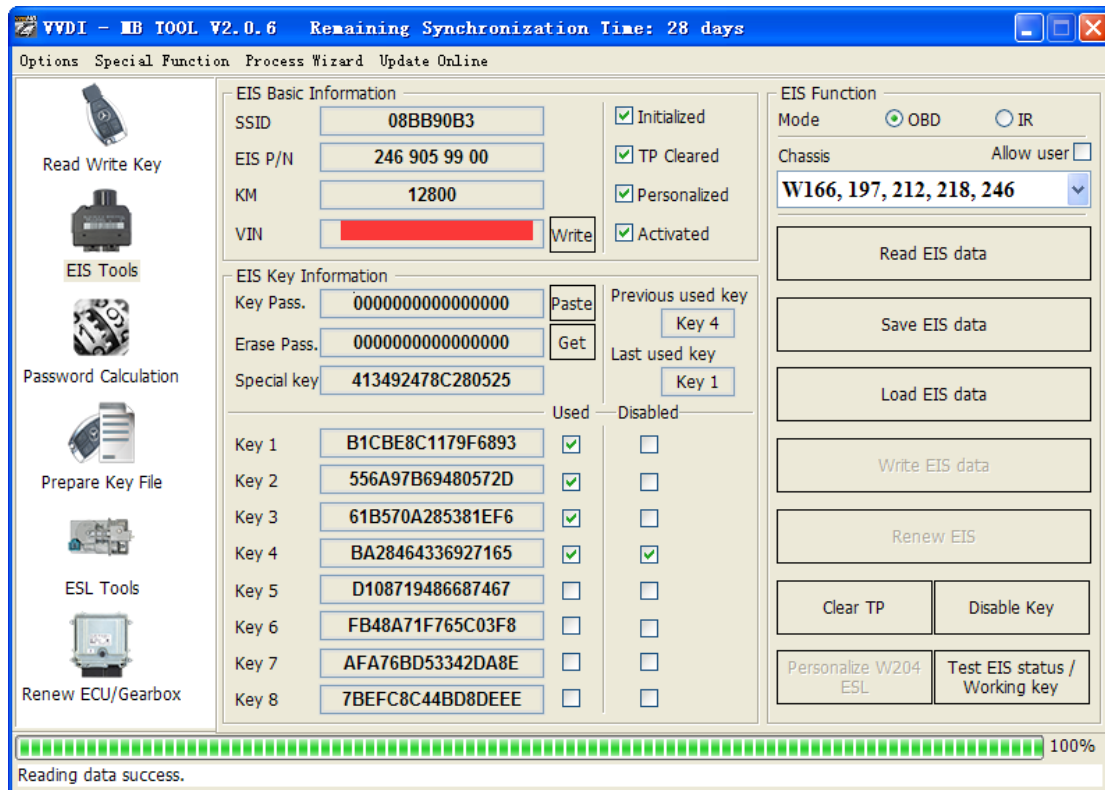 VVDI - MB TOOL V2.0.6 Remaining Synchronization Time: 28 days
Options Special Function Process Wizard Update Online
Read Write Key
EIS Tools
Password Calculation
Prepare Key File
ESL Tools
Renew ECU/Gearbox
EIS Basic Information
SSID 08BB90B3
EIS P/N 246 905 99 00
KM 12800
VIN Write
Initialized
TP Cleared
Personalized
Activated
EIS Key Information
Key Pass. 0000000000000000 Paste
Erase Pass. 0000000000000000 Get
Special key 413492478C280525
Previous used key
Key 4
Last used key
Key 1
Used Disabled
Key 1 B1CBE8C1179F6893
Key 2 556A97B69480572D
Key 3 61B570A285381EF6
Key 4 BA28464336927165
Key 5 D108719486687467
Key 6 FB48A71F765C03F8
Key 7 AFA76BD53342DA8E
Key 8 7BEFC8C44BD8DEEE
EIS Function
Mode OBD IR
Chassis Allow user
W166, 197, 212, 218, 246
Read EIS data
Save EIS data
Load EIS data
Write EIS data
Renew EIS
Clear TP Disable Key
Personalize W204
ESL
Test EIS status /
Working key
100%
Reading data success.